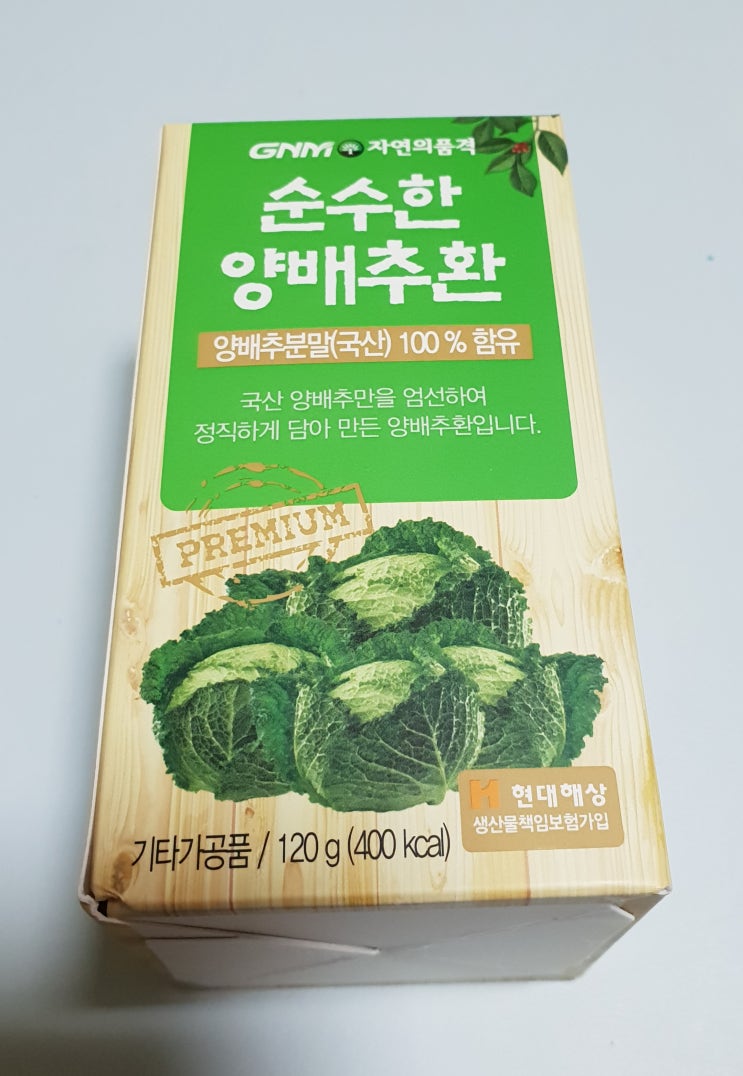 GNM 자연의품격
순수한
양배추환
양배추분말(국산) 100 % 함유
국산 양배추만을 엄선하여
정직하게 담아 만든 양배추환입니다.
PREMIUM
H 현대해상
생산물책임보험가입
기타가공품 / 120 g (400 kcal)